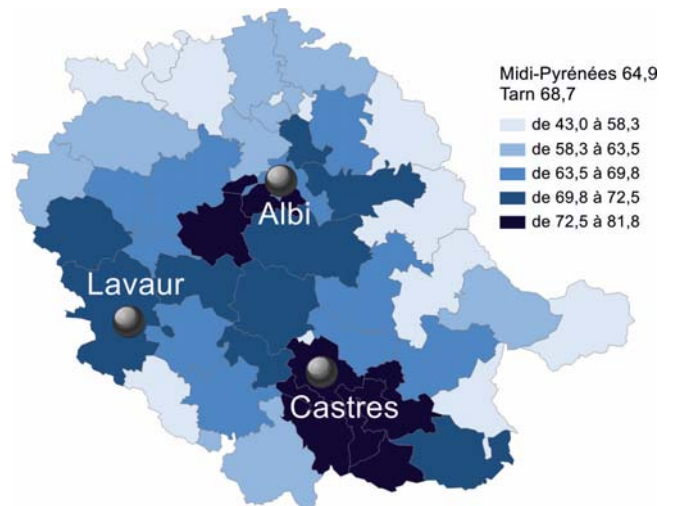 Midi-Pyrénées 64,9
Tarn 68,7
de 43,0 à 58,3
de 58,3 à 63,5
de 63,5 à 69,8
de 69,8 à 72,5
de 72,5 à 81,8
Albi
Lavaur
Castres